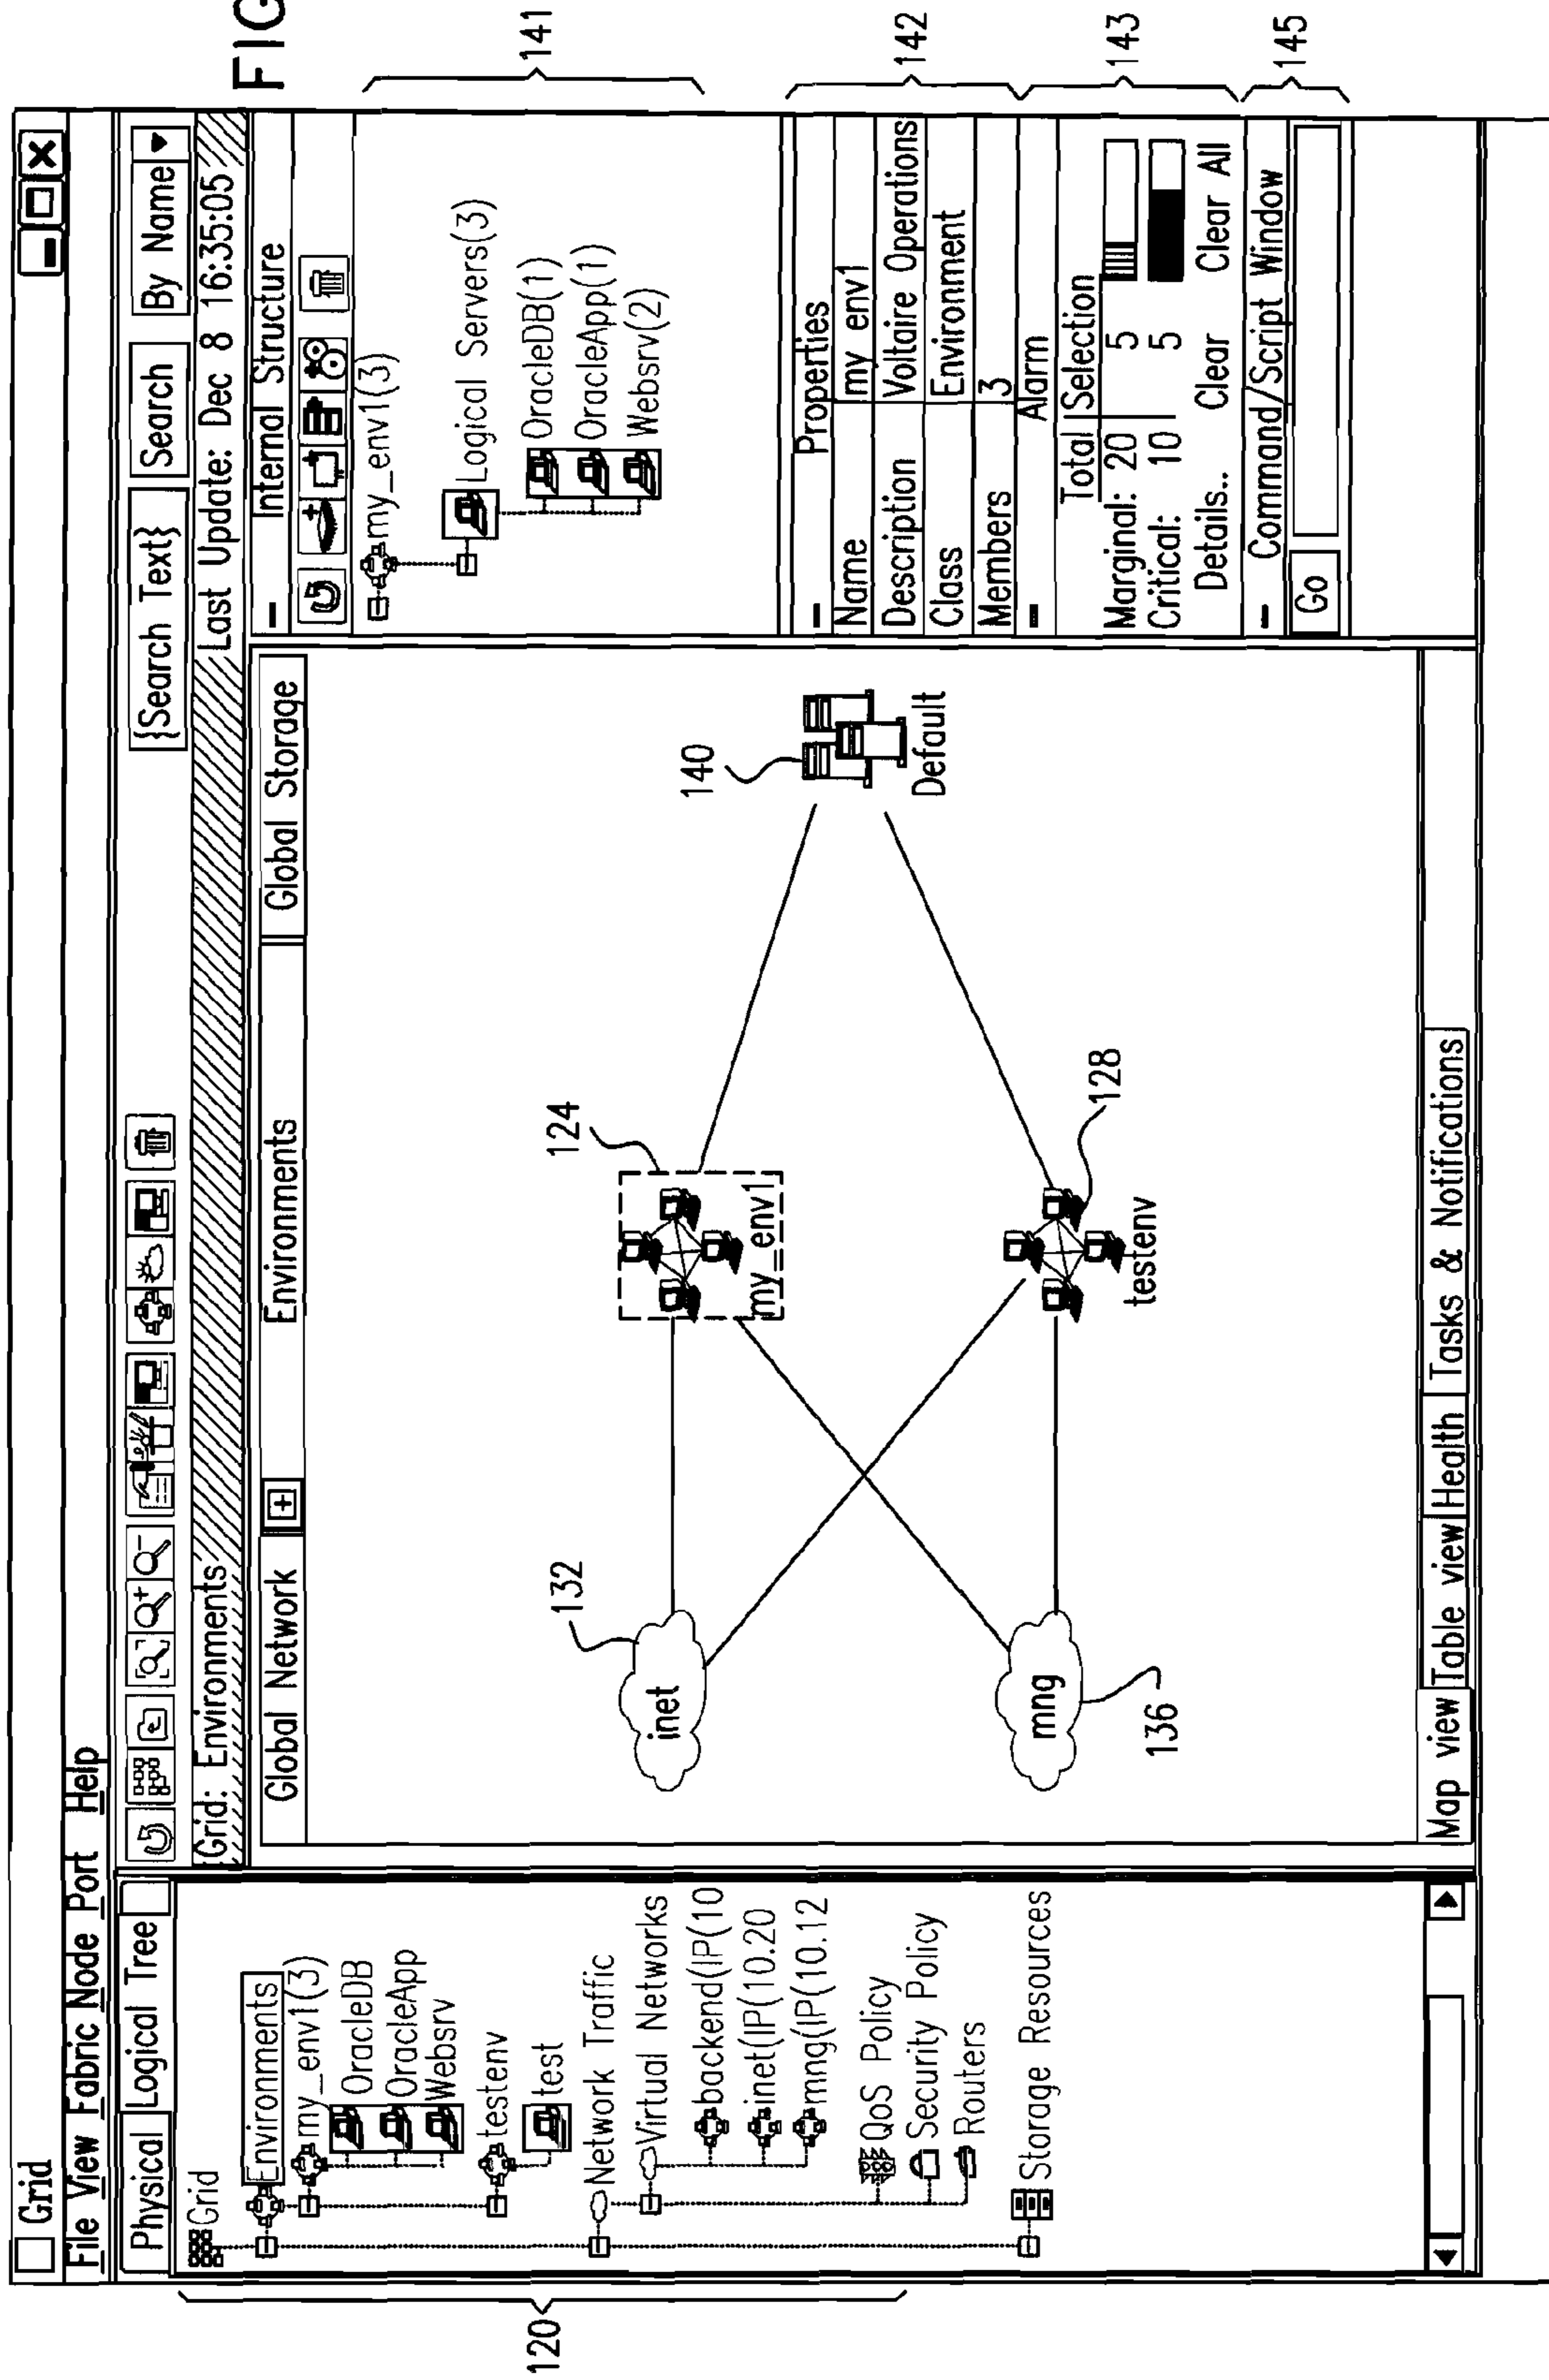 FIG
Grid
File View Fabric Node Port Help
Physical Logical Tree
{Search Text} Search By Name
Grid: Environments Last Update: Dec 8 16:35:05
Grid
Environments
my_env1(3)
OracleDB
OracleApp
Websrv
testenv
test
Network Traffic
Virtual Networks
backend(IP(10
inet(IP(10.20
mng(IP(10.12
QoS Policy
Security Policy
Routers
Storage Resources
120
Global Network Environments Global Storage
inet
132
mng
136
my_env1
124
testenv
128
Default
140
Map view Table view Health Tasks & Notifications
Internal Structure
my_env1(3)
Logical Servers(3)
OracleDB(1)
OracleApp(1)
Websrv(2)
141
Properties
Name my_env1
Description Voltaire Operations
Class Environment
Members 3
142
Alarm
Total Selection
Marginal: 20 5
Critical: 10 5
Details.. Clear Clear All
143
Command/Script Window
Go
145